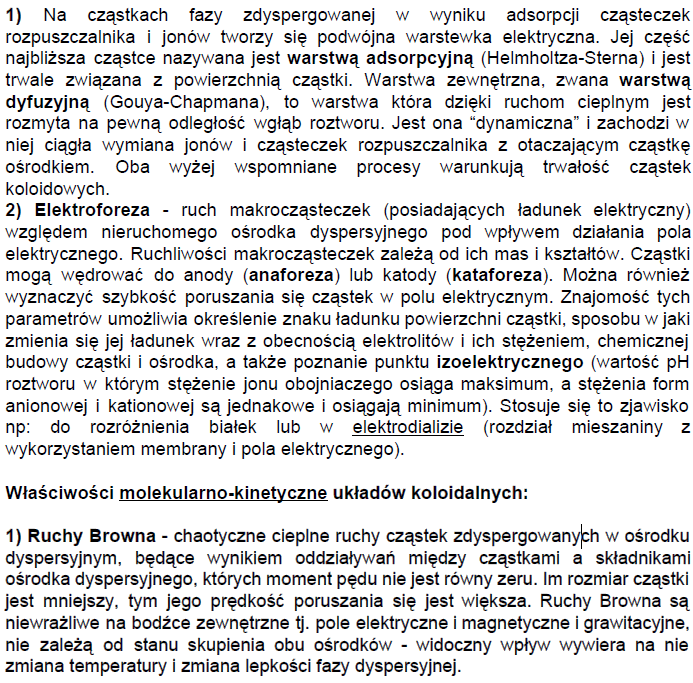 1) Na cząstkach fazy zdyspergowanej w wyniku adsorpcji cząsteczek
rozpuszczalnika i jonów tworzy się podwójna warstewka elektryczna. Jej część
najbliższa cząstce nazywana jest warstwą adsorpcyjną (Helmholtza-Sterna) i jest
trwale związana z powierzchnią cząstki. Warstwa zewnętrzna, zwana warstwą
dyfuzyjną (Gouya-Chapmana), to warstwa która dzięki ruchom cieplnym jest
rozmyta na pewną odległość wgłąb roztworu. Jest ona “dynamiczna” i zachodzi w
niej ciągła wymiana jonów i cząsteczek rozpuszczalnika z otaczającym cząstkę
ośrodkiem. Oba wyżej wspomniane procesy warunkują trwałość cząstek
koloidowych.
2) Elektroforeza - ruch makrocząsteczek (posiadających ładunek elektryczny)
względem nieruchomego ośrodka dyspersyjnego pod wpływem działania pola
elektrycznego. Ruchliwości makrocząsteczek zależą od ich mas i kształtów. Cząstki
mogą wędrować do anody (anaforeza) lub katody (kataforeza). Można również
wyznaczyć szybkość poruszania się cząstek w polu elektrycznym. Znajomość tych
parametrów umożliwia określenie znaku ładunku powierzchni cząstki, sposobu w jaki
zmienia się jej ładunek wraz z obecnością elektrolitów i ich stężeniem, chemicznej
budowy cząstki i ośrodka, a także poznanie punktu izoelektrycznego (wartość pH
roztworu w którym stężenie jonu obojniaczego osiąga maksimum, a stężenia form
anionowej i kationowej są jednakowe i osiągają minimum). Stosuje się to zjawisko
np: do rozróżnienia białek lub w elektrodializie (rozdział mieszaniny z
wykorzystaniem membrany i pola elektrycznego).
Właściwości molekularno-kinetyczne układów koloidalnych:
1) Ruchy Browna - chaotyczne cieplne ruchy cząstek zdyspergowanych w ośrodku
dyspersyjnym, będące wynikiem oddziaływań między cząstkami a składnikami
ośrodka dyspersyjnego, których moment pędu nie jest równy zeru. Im rozmiar cząstki
jest mniejszy, tym jego prędkość poruszania się jest większa. Ruchy Browna są
niewrażliwe na bodźce zewnętrzne tj. pole elektryczne i magnetyczne i grawitacyjne,
nie zależą od stanu skupienia obu ośrodków - widoczny wpływ wywiera na nie
zmiana temperatury i zmiana lepkości fazy dyspersyjnej.